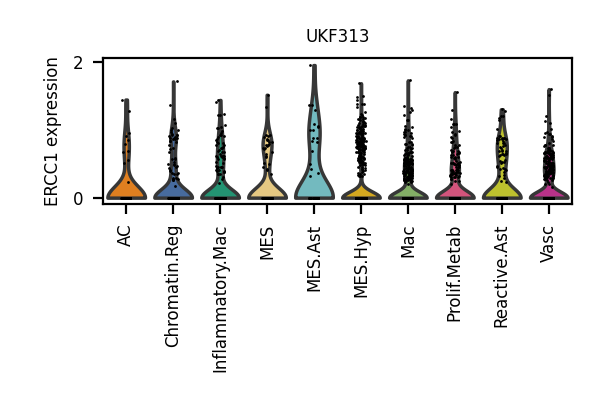 UKF313
ERCC1 expression
2
0
AC
Chromatin.Reg
Inflammatory.Mac
MES
MES.Ast
MES.Hyp
Mac
Prolif.Metab
Reactive.Ast
Vasc